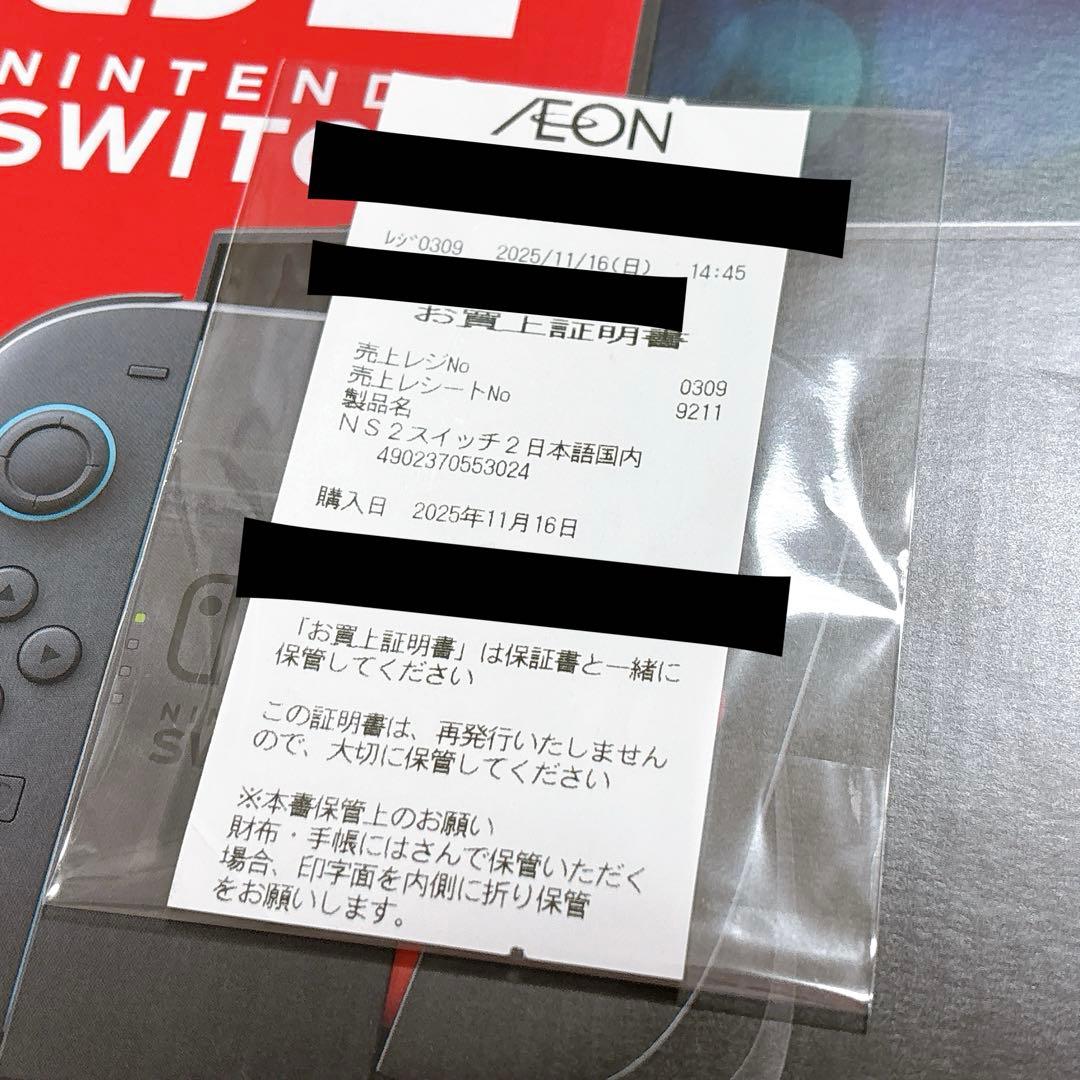 NINTENDO
SWITC
ÆON
ﾚｼﾞ0309 2025/11/16(日) 14:45
お買上証明書
売上レジNo 0309
売上レシートNo 9211
製品名
NS2スイッチ2日本語国内
4902370553024
購入日 2025年11月16日
「お買上証明書」は保証書と一緒に
保管してください
この証明書は、再発行いたしません
ので、大切に保管してください
※本書保管上のお願い
財布・手帳にはさんで保管いただく
場合、印字面を内側に折り保管
をお願いします。
NIN
SW